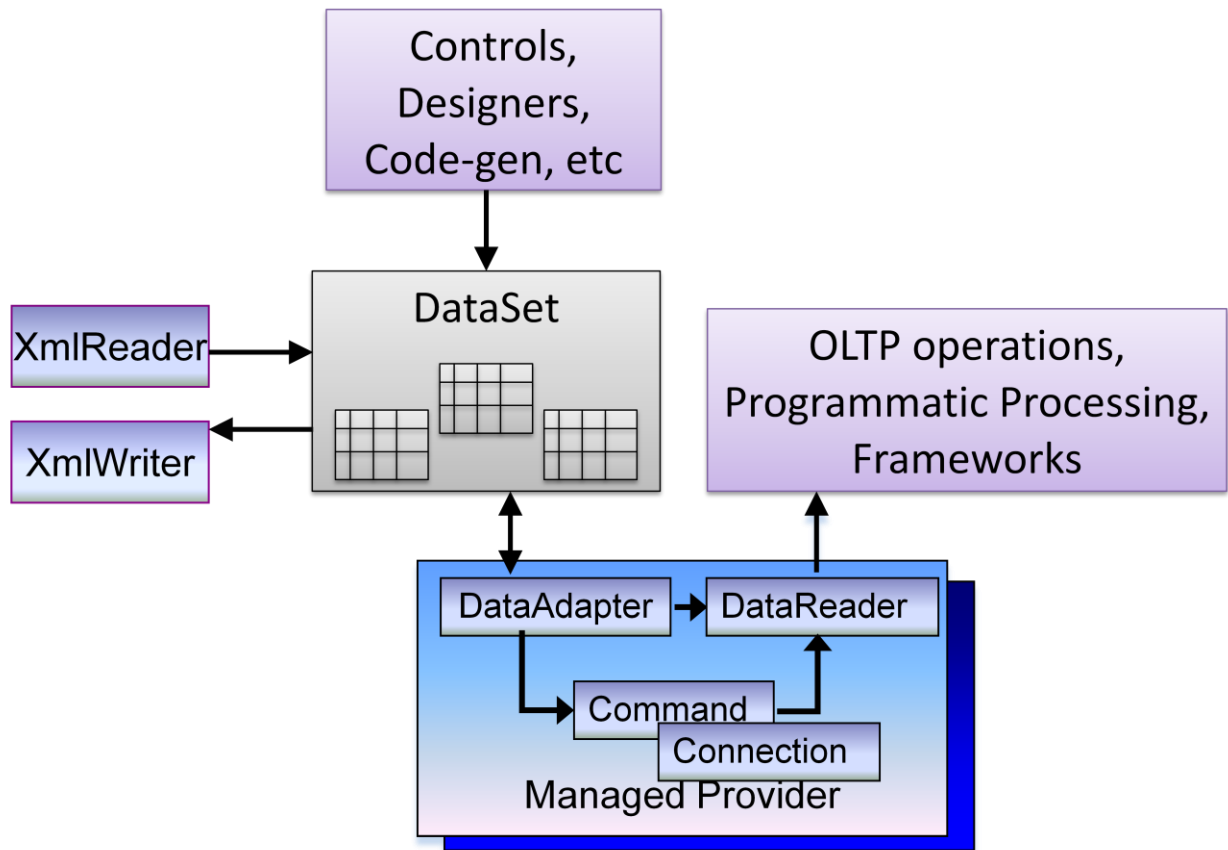 Controls,
Designers,
Code-gen, etc
DataSet
XmlReader
XmlWriter
OLTP operations,
Programmatic Processing,
Frameworks
DataAdapter
DataReader
Command
Connection
Managed Provider